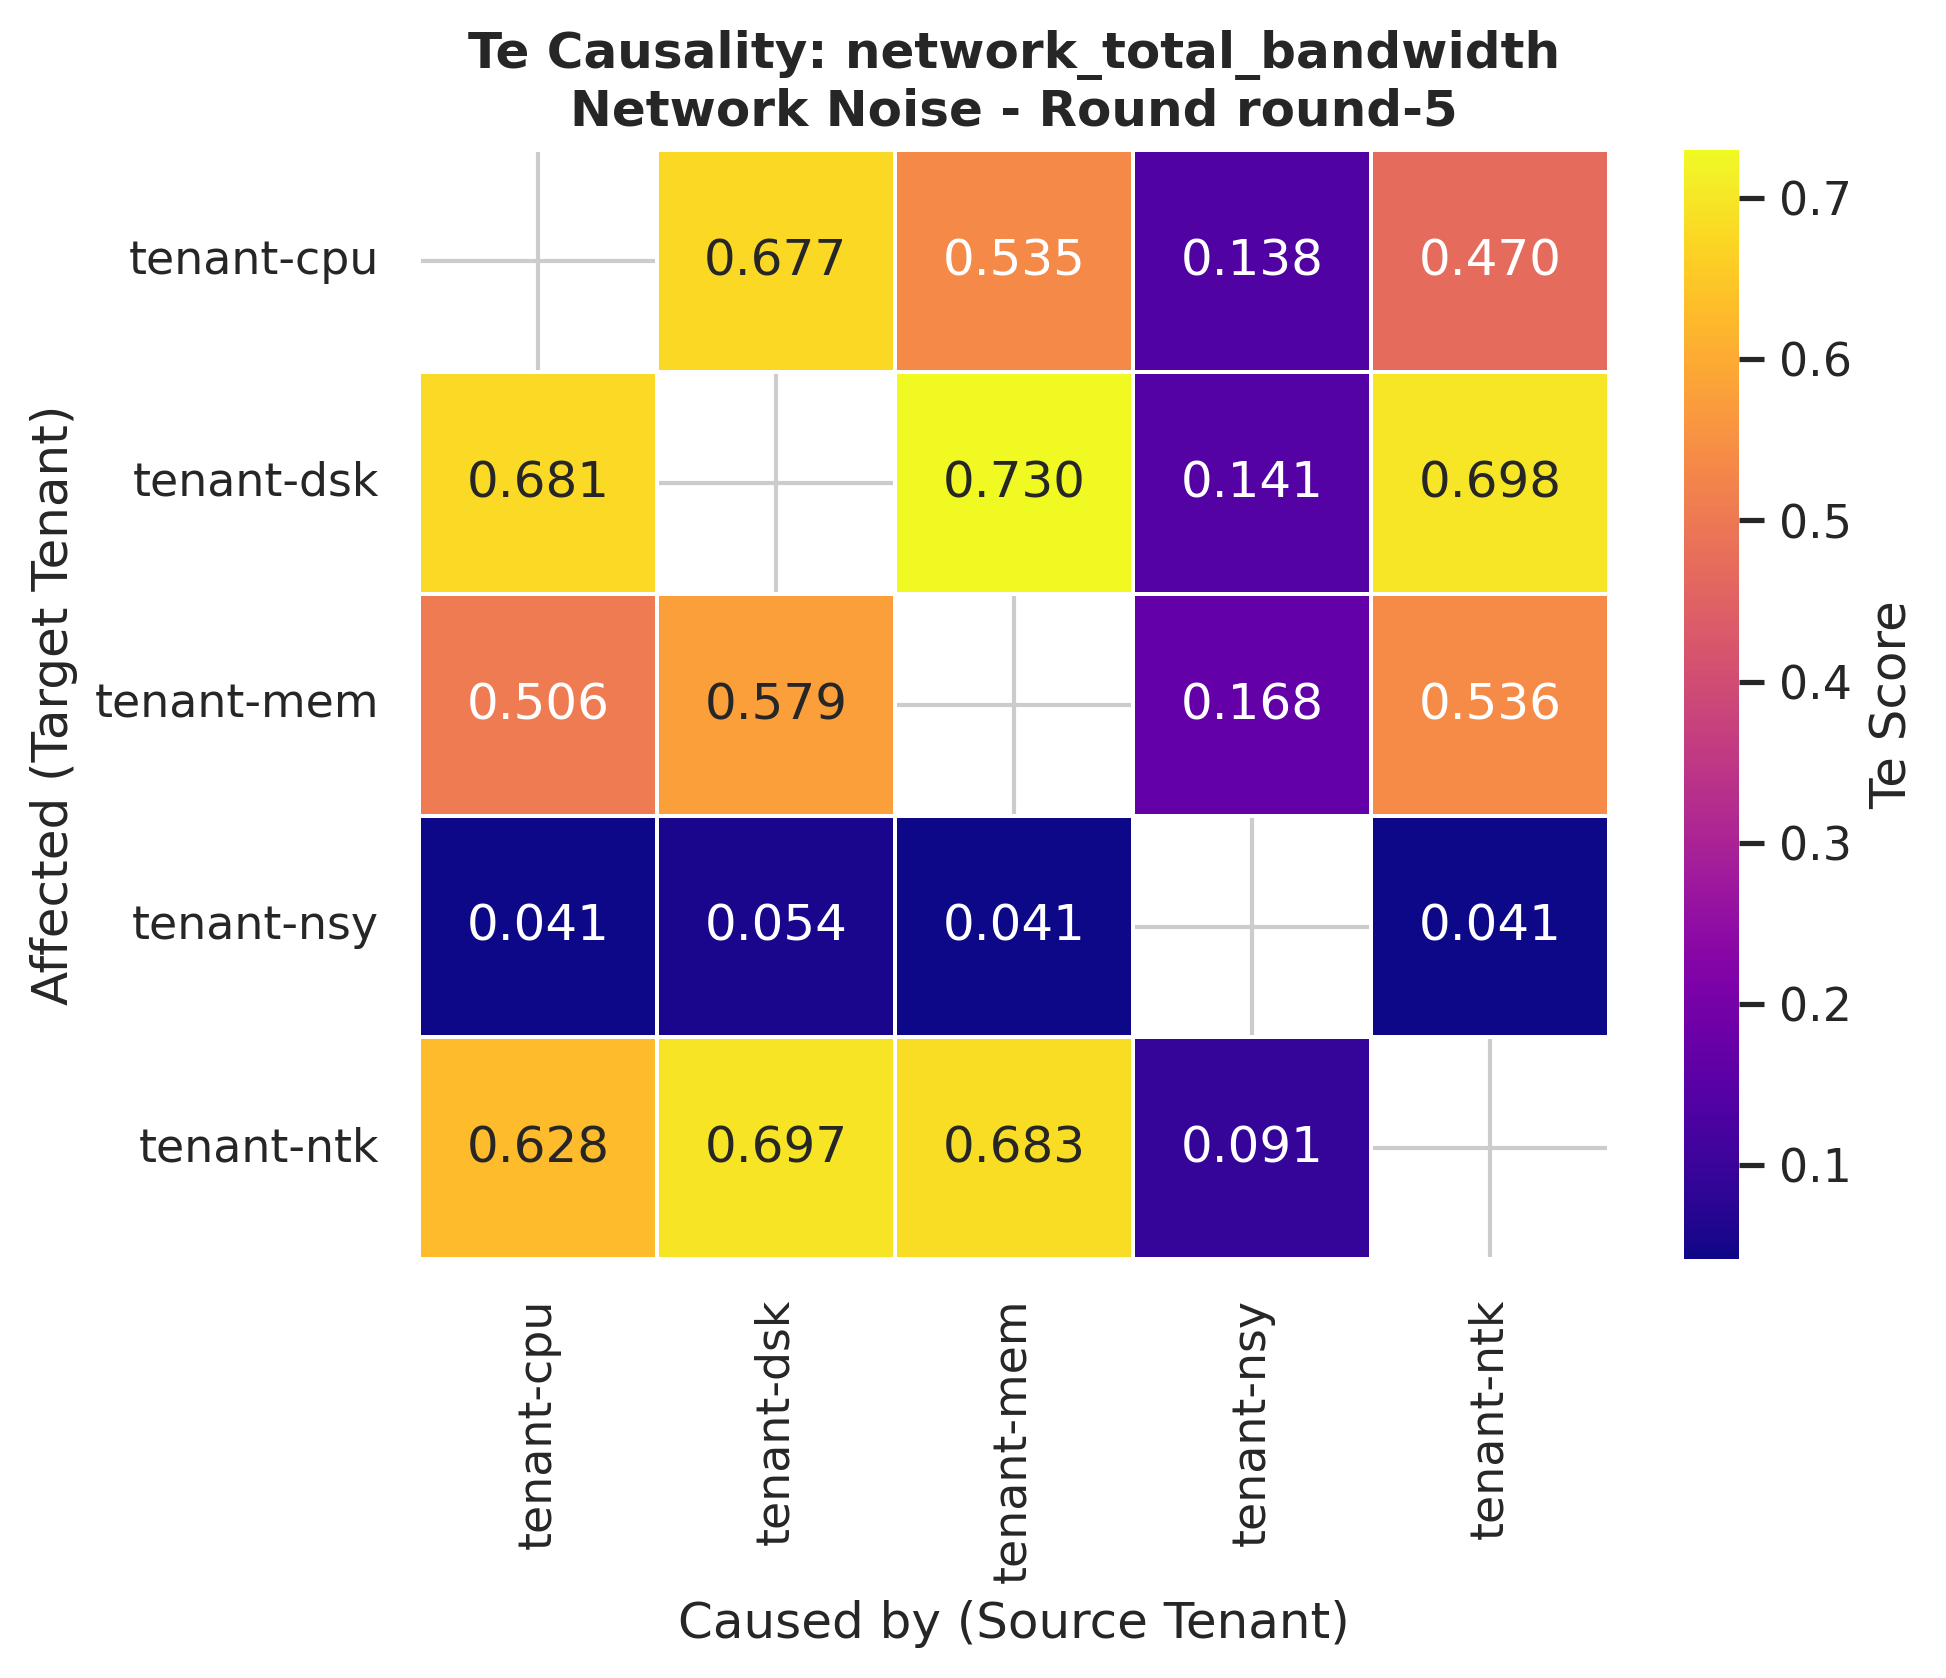 Te Causality: network_total_bandwidth
Network Noise - Round round-5
Affected (Target Tenant)
tenant-cpu 0.677 0.535 0.138 0.470
tenant-dsk 0.681 0.730 0.141 0.698
tenant-mem 0.506 0.579 0.168 0.536
tenant-nsy 0.041 0.054 0.041 0.041
tenant-ntk 0.628 0.697 0.683 0.091
tenant-cpu
tenant-dsk
tenant-mem
tenant-nsy
tenant-ntk
Caused by (Source Tenant)
0.7
0.6
0.5
0.4
0.3
0.2
0.1
Te Score